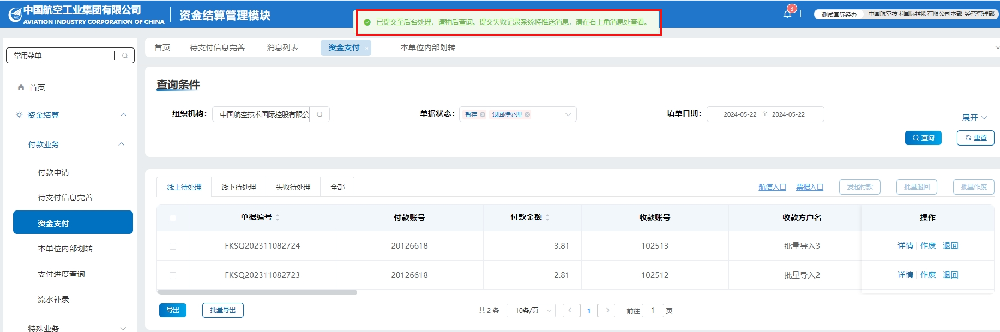 中国航空工业集团有限公司
AVIATION INDUSTRY CORPORATION OF CHINA
资金结算管理模块
已提交至后台处理，请稍后查询。提交失败记录系统将推送消息，请在右上角消息处查看。
3
测试国际经办 中国航空技术国际控股有限公司本部-经营管理部
常用菜单
首页
资金结算
付款业务
付款申请
待支付信息完善
资金支付
本单位内部划转
支付进度查询
流水补录
特殊业务
首页 待支付信息完善 消息列表 资金支付 × 本单位内部划转
查询条件
组织机构： 中国航空技术国际控股有限公 单据状态： 暂存 退回待处理 填单日期： 2024-05-22 至 2024-05-22
展开
查询 重置
线上待处理 线下待处理 失败待处理 全部 航信入口 票据入口 发起付款 批量退回 批量作废
单据编号 付款账号 付款金额 收款账号 收款方户名 操作
FKSQ202311082724 20126618 3.81 102513 批量导入3 详情 作废 退回
FKSQ202311082723 20126618 2.81 102512 批量导入2 详情 作废 退回
导出 批量导出 共 2 条 10条/页 < 1 > 前往 1 页